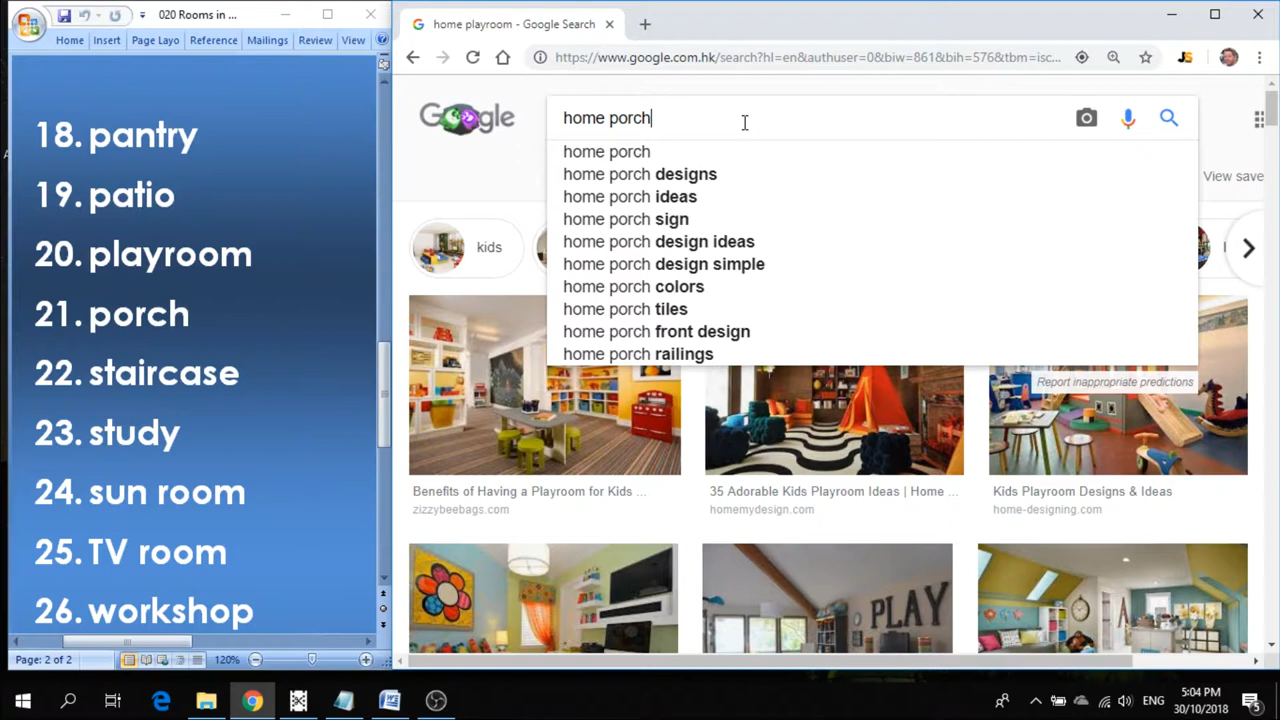 020 Rooms in ...
Home Insert Page Layo Reference Mailings Review View
18. pantry
19. patio
20. playroom
21. porch
22. staircase
23. study
24. sun room
25. TV room
26. workshop
Page: 2 of 2
120%
home playroom - Google Search
https://www.google.com.hk/search?hl=en&authuser=0&biw=861&bih=576&tbm=isc...
JS
Google
home porch
home porch
home porch designs
home porch ideas
home porch sign
home porch design ideas
home porch design simple
home porch colors
home porch tiles
home porch front design
home porch railings
Report inappropriate predictions
View save
kids
Benefits of Having a Playroom for Kids ...
zizzybeebags.com
35 Adorable Kids Playroom Ideas | Home ...
homemydesign.com
Kids Playroom Designs & Ideas
home-designing.com
PLAY
A
ENG
5:04 PM
30/10/2018
5